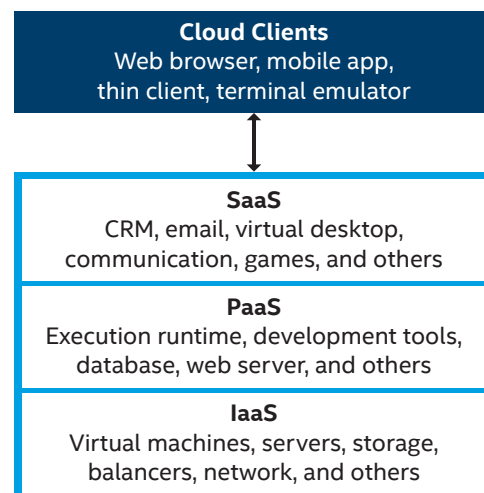 Cloud Clients
Web browser, mobile app,
thin client, terminal emulator
SaaS
CRM, email, virtual desktop,
communication, games, and others
PaaS
Execution runtime, development tools,
database, web server, and others
IaaS
Virtual machines, servers, storage,
balancers, network, and others